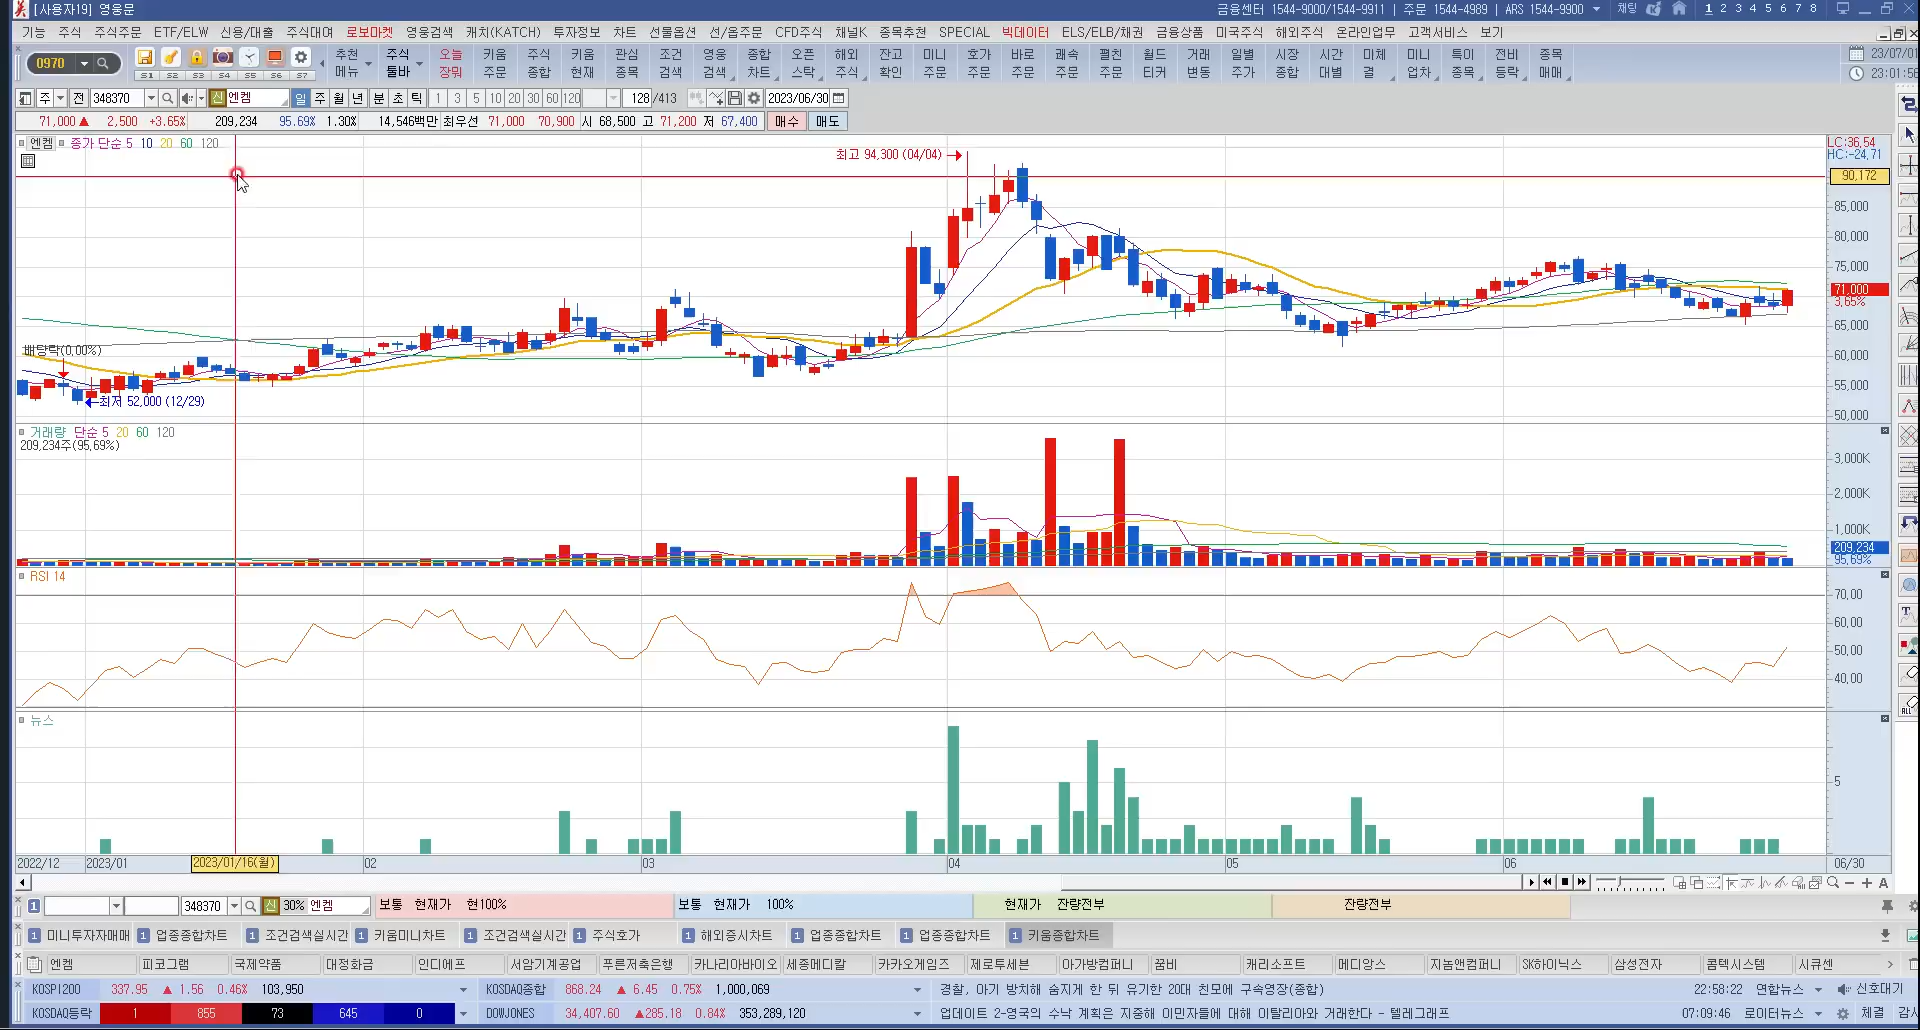 [사용자19] 영웅문
금융센터 1544-9000/1544-9911 | 주문 1544-4989 | ARS 1544-9900 채팅 1 2 3 4 5 6 7 8
기능 주식 주식주문 ETF/ELW 신용/대출 주식대여 로보마켓 영웅검색 캐치(KATCH) 투자정보 차트 선물옵션 선/옵주문 CFD주식 채널K 종목추천 SPECIAL 빅데이터 ELS/ELB/채권 금융상품 미국주식 해외주식 온라인업무 고객서비스 보기
0970 S1 S2 S3 S4 S5 S6 S7
추천 주식 오늘 키움 주식 키움 관심 조건 영웅 종합 오픈 해외 잔고 미니 호가 바로 쾌속 펼친 월드 거래 일별 시장 시간 미체 미니 특이 전비 종목
메뉴 툴바 장뭐 주문 종합 현재 종목 검색 검색 차트 스탁 주식 확인 주문 주문 주문 주문 주문 티커 변동 주가 종합 대별 결 업차 종목 등락 매매
23/07/01
23:01:56
주 전 348370 신 엔켐 일 주 월 년 분 초 틱 1 3 5 10 20 30 60 120 128 /413 2023/06/30
71,000 ▲ 2,500 +3.65% 209,234 95.69% 1.30% 14,546백만 최우선 71,000 70,900 시 68,500 고 71,200 저 67,400 매수 매도
엔켐 종가 단순 5 10 20 60 120
최고 94,300 (04/04)
LC:36.54
HC:-24.71
90,172
85,000
80,000
75,000
71,000
3.65%
65,000
60,000
55,000
50,000
배당락(0.00%)
최저 52,000 (12/29)
거래량 단순 5 20 60 120
209,234주(95.69%)
3,000K
2,000K
1,000K
209,234
95.69%
RSI 14
70.00
60.00
50.00
40.00
뉴스
5
2022/12 2023/01 2023/01/16(월) 02 03 04 05 06 06/30
1 348370 신 30% 엔켐 보통 현재가 현100% 보통 현재가 100% 현재가 잔량전부 잔량전부
1 미니투자자매매 1 업종종합차트 1 조건검색실시간 1 키움미니차트 1 조건검색실시간 1 주식호가 1 해외증시차트 1 업종종합차트 1 업종종합차트 1 키움종합차트
엔켐 피코그램 국제약품 대정화금 인디에프 서암기계공업 푸른저축은행 카나리아바이오 세종메디칼 카카오게임즈 제로투세븐 아가방컴퍼니 꿈비 캐리소프트 메디앙스 지놈앤컴퍼니 SK하이닉스 삼성전자 콤텍시스템 시큐센
KOSPI200 337.95 ▲ 1.56 0.46% 103,950 KOSDAQ종합 868.24 ▲ 6.45 0.75% 1,000,069 경찰, 아기 방치해 숨지게 한 뒤 유기한 20대 친모에 구속영장(종합) 22:58:22 연합뉴스 신호대기
KOSDAQ등락 1 855 73 645 0 DOWJONES 34,407.60 ▲285.18 0.84% 353,289,120 업데이트 2-영국의 수낙 계획은 지중해 이민자들에 대해 이탈리아와 거래한다 - 텔레그래프 07:09:46 로이터뉴스 체결